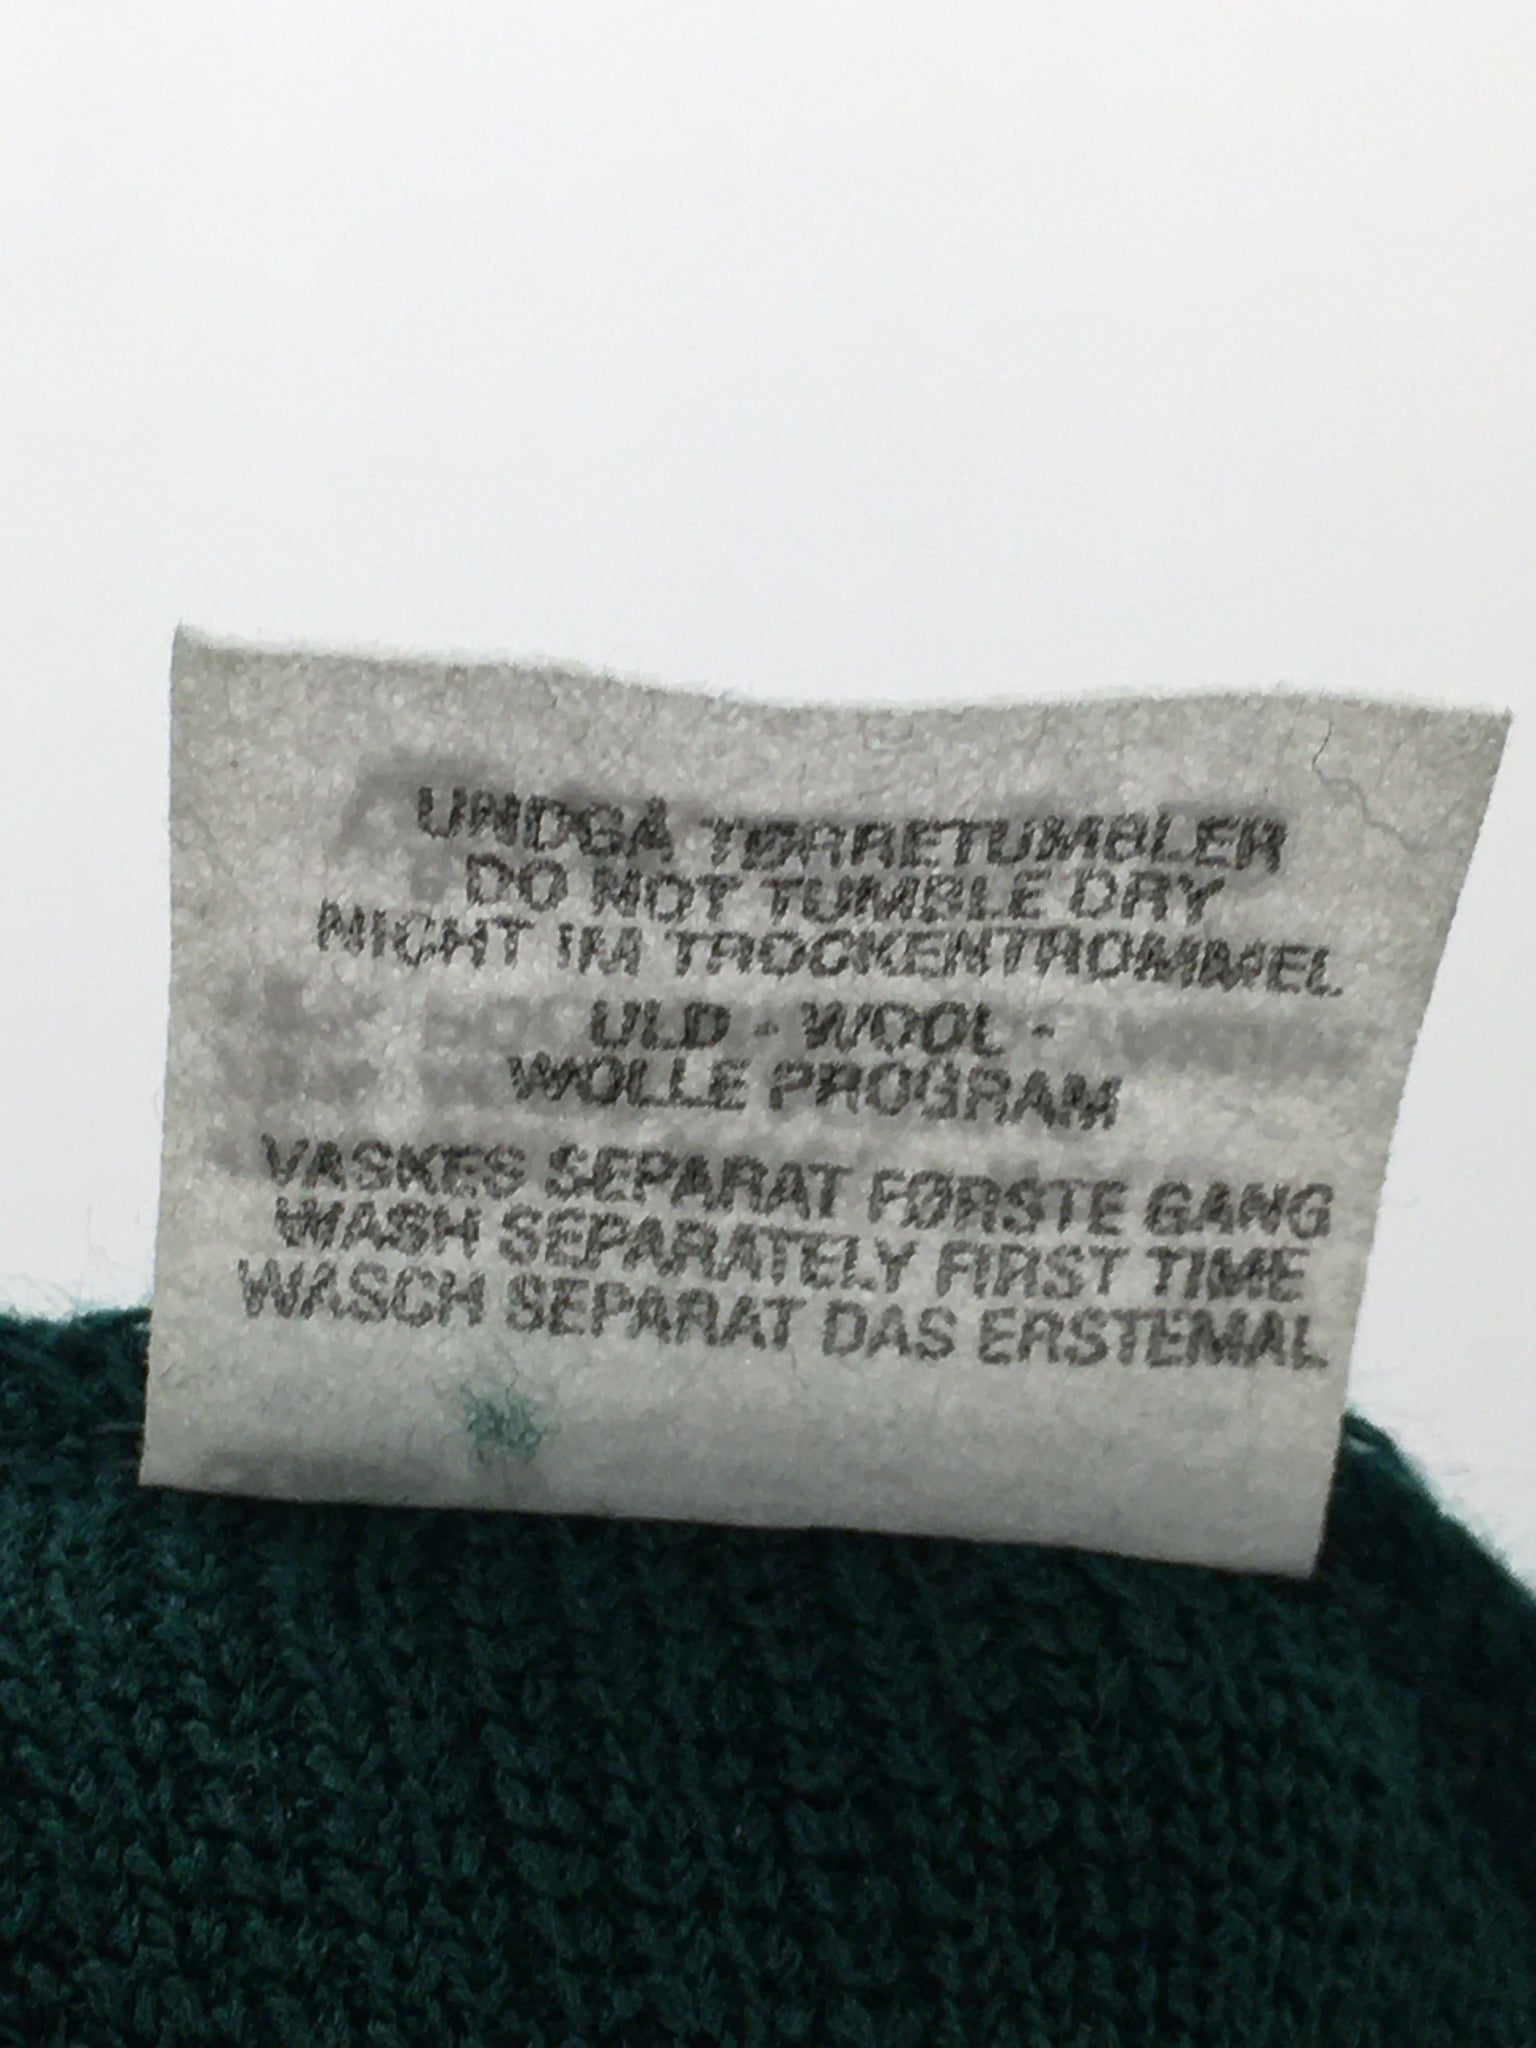 UNDGÅ TØRRETUMBLER
DO NOT TUMBLE DRY
NICHT IM TROCKENTROMMEL
ULD - WOOL -
WOLLE PROGRAM
VASKES SEPARAT FØRSTE GANG
WASH SEPARATELY FIRST TIME
WASCH SEPARAT DAS ERSTEMAL